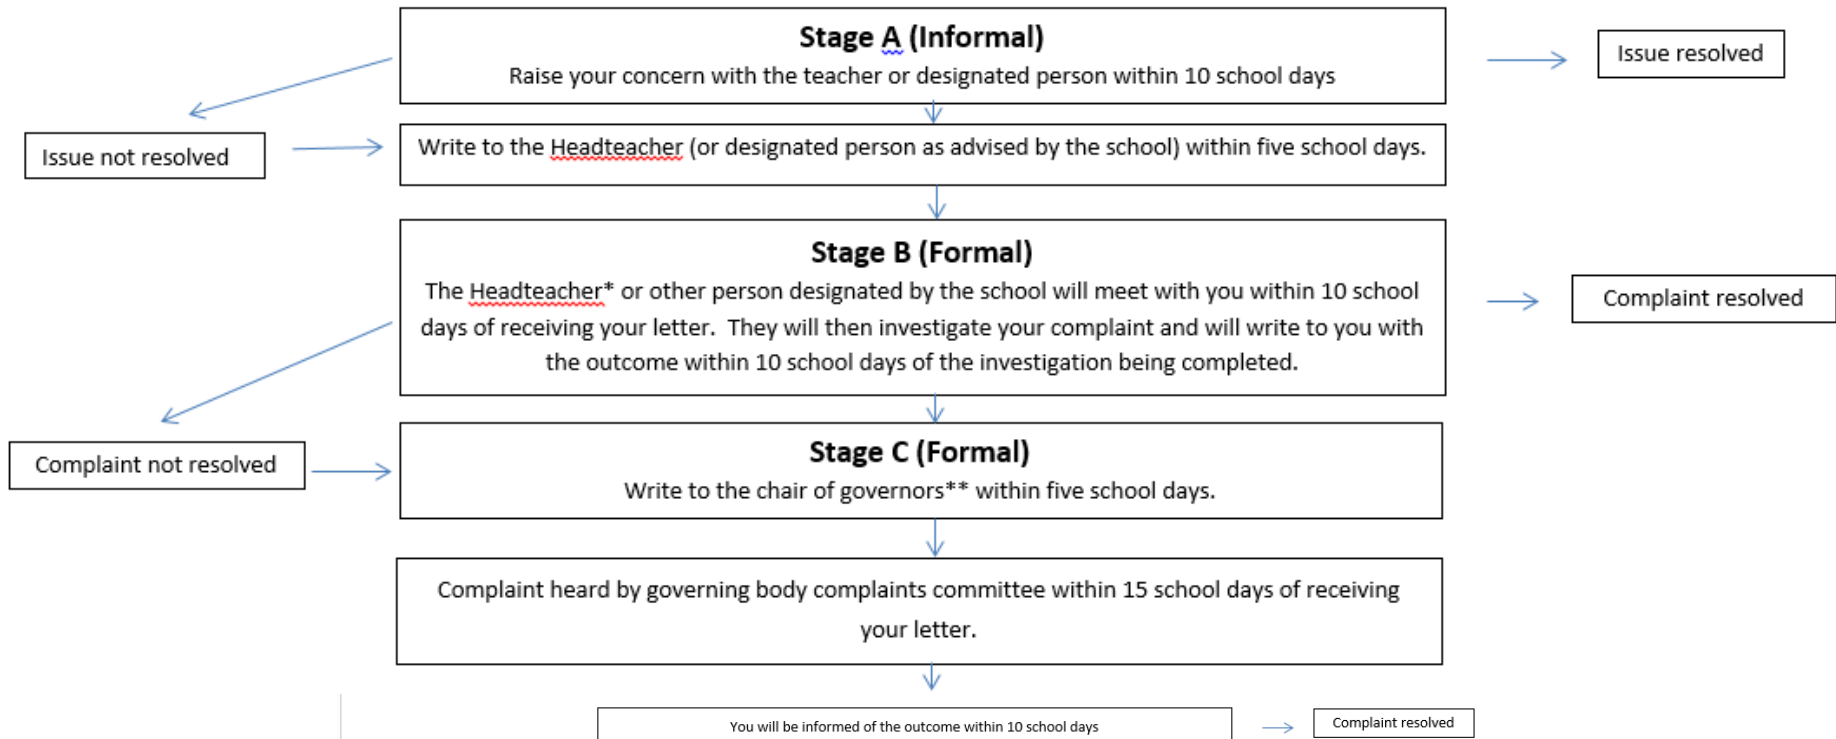 Stage A (Informal)
Raise your concern with the teacher or designated person within 10 school days
Issue resolved
Issue not resolved
Write to the Headteacher (or designated person as advised by the school) within five school days.
Stage B (Formal)
The Headteacher* or other person designated by the school will meet with you within 10 school
days of receiving your letter.  They will then investigate your complaint and will write to you with
the outcome within 10 school days of the investigation being completed.
Complaint resolved
Complaint not resolved
Stage C (Formal)
Write to the chair of governors** within five school days.
Complaint heard by governing body complaints committee within 15 school days of receiving
your letter.
You will be informed of the outcome within 10 school days
Complaint resolved